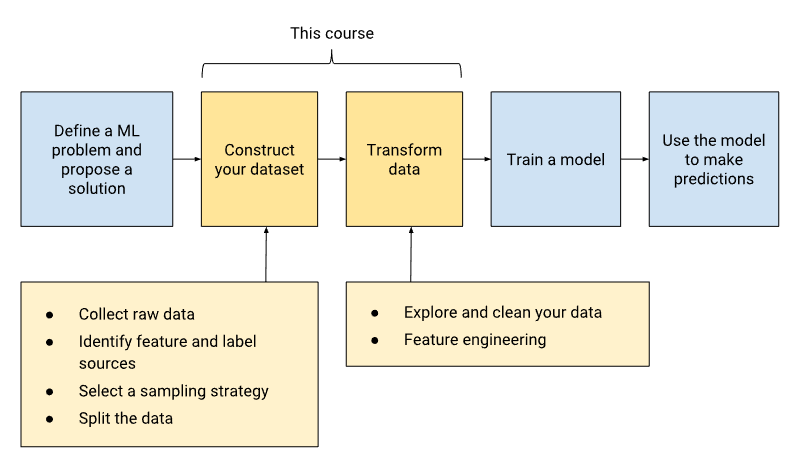 This course
Define a ML
problem and
propose a
solution
Construct
your dataset
Transform
data
Train a model
Use the model
to make
predictions
● Collect raw data
● Identify feature and label
sources
● Select a sampling strategy
● Split the data
● Explore and clean your data
● Feature engineering